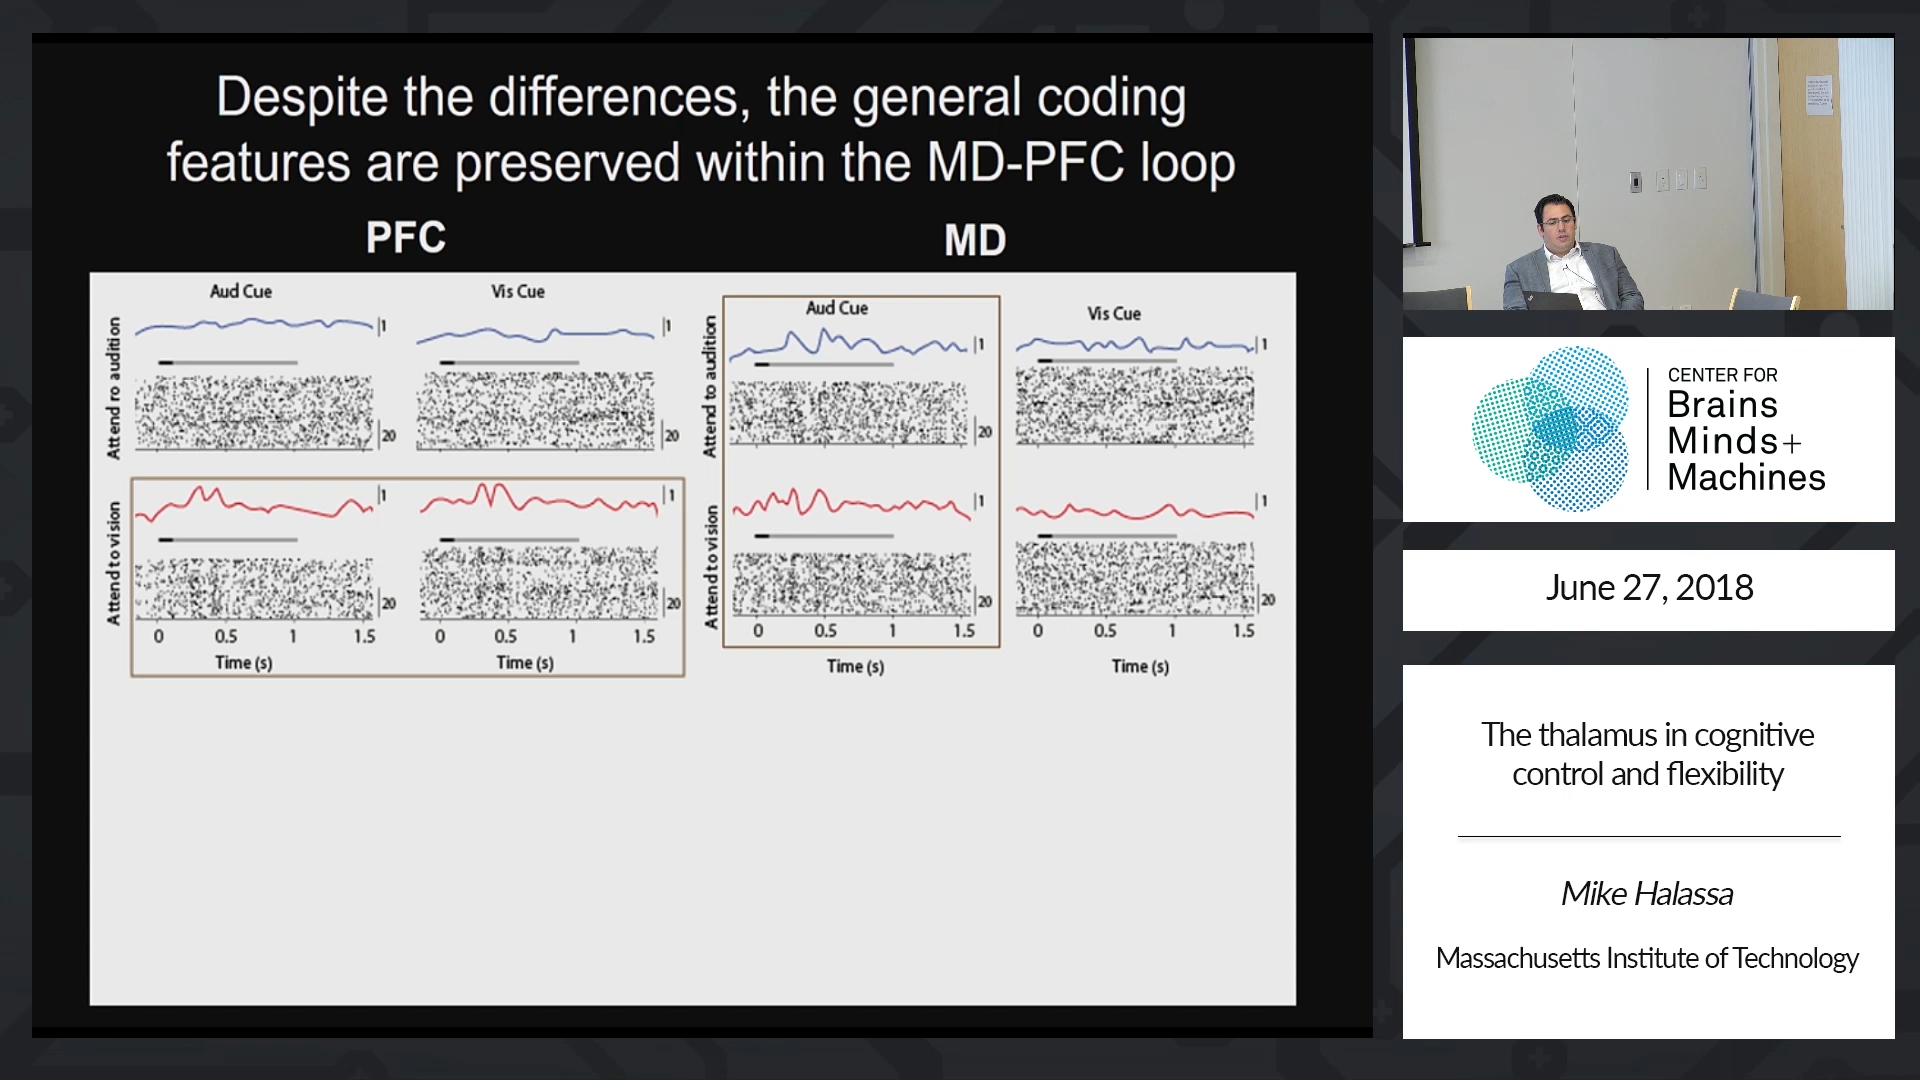 Despite the differences, the general coding
features are preserved within the MD-PFC loop
PFC
MD
Aud Cue
Vis Cue
Aud Cue
Vis Cue
Attend ro audition
1
20
1
20
Attend to audition
1
20
1
Attend to vision
1
20
1
20
Attend to vision
1
20
1
20
0 0.5 1 1.5
0 0.5 1 1.5
0 0.5 1 1.5
0 0.5 1 1.5
Time (s)
Time (s)
Time (s)
Time (s)
CENTER FOR
Brains
Minds+
Machines
June 27, 2018
The thalamus in cognitive
control and flexibility
Mike Halassa
Massachusetts Institute of Technology